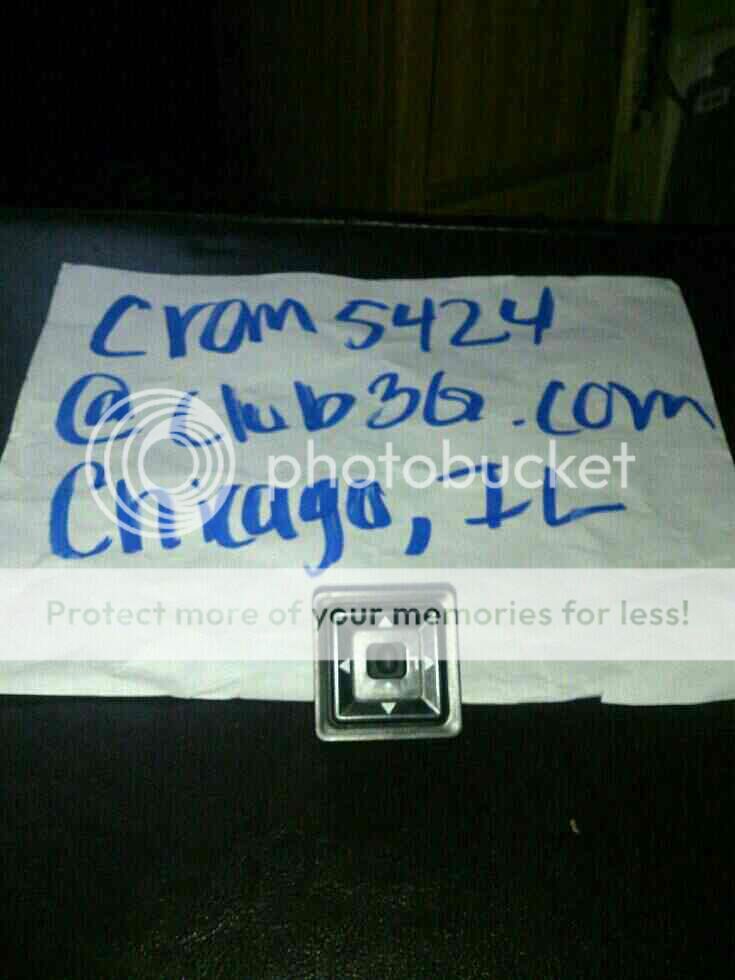 Crom5424
@club3G.com
photobucket
Chicago, IL
Protect more of your memories for less!